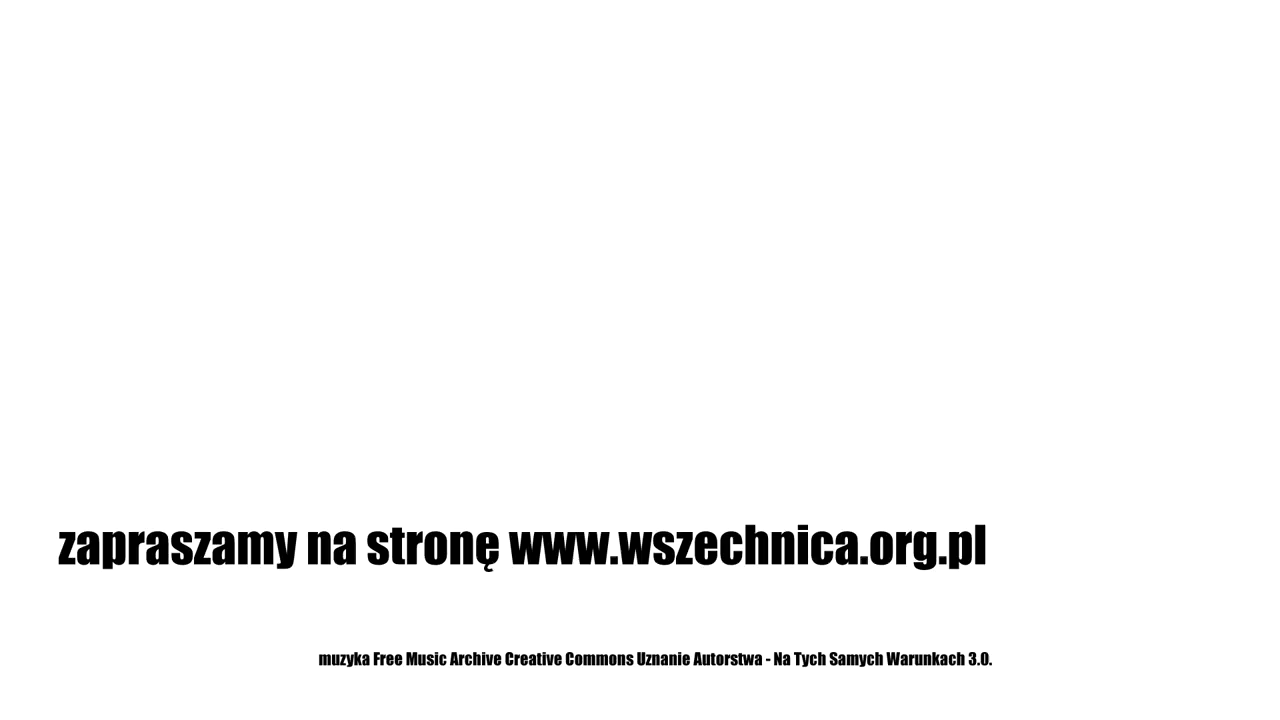 zapraszamy na stronę www.wszechnica.org.pl
muzyka Free Music Archive Creative Commons Uznanie Autorstwa - Na Tych Samych Warunkach 3.0.